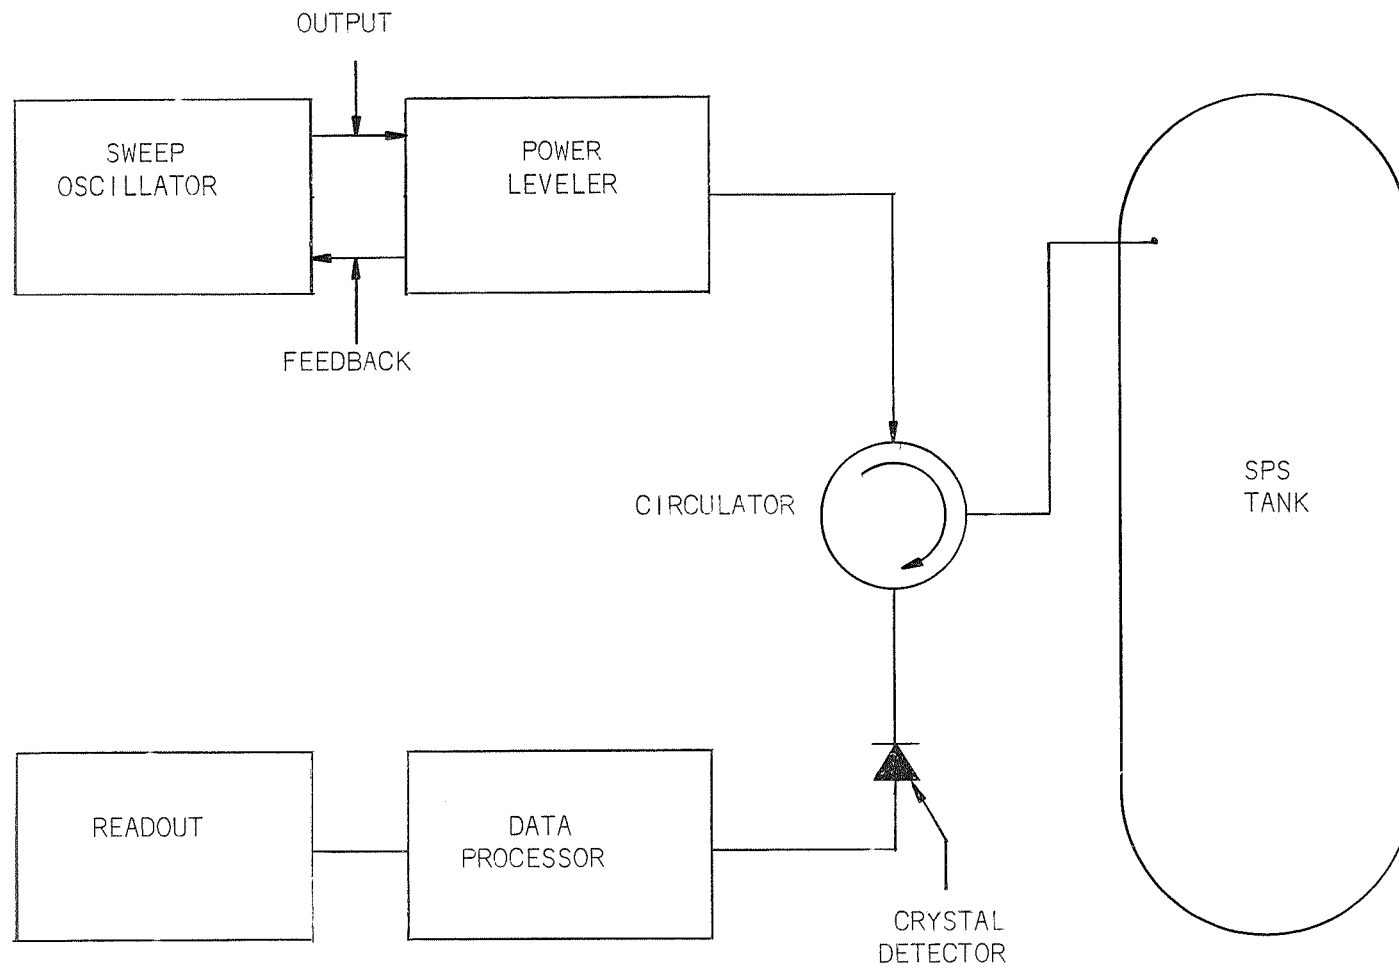 OUTPUT
SWEEP
OSCILLATOR
POWER
LEVELER
FEEDBACK
CIRCULATOR
SPS
TANK
READOUT
DATA
PROCESSOR
CRYSTAL
DETECTOR